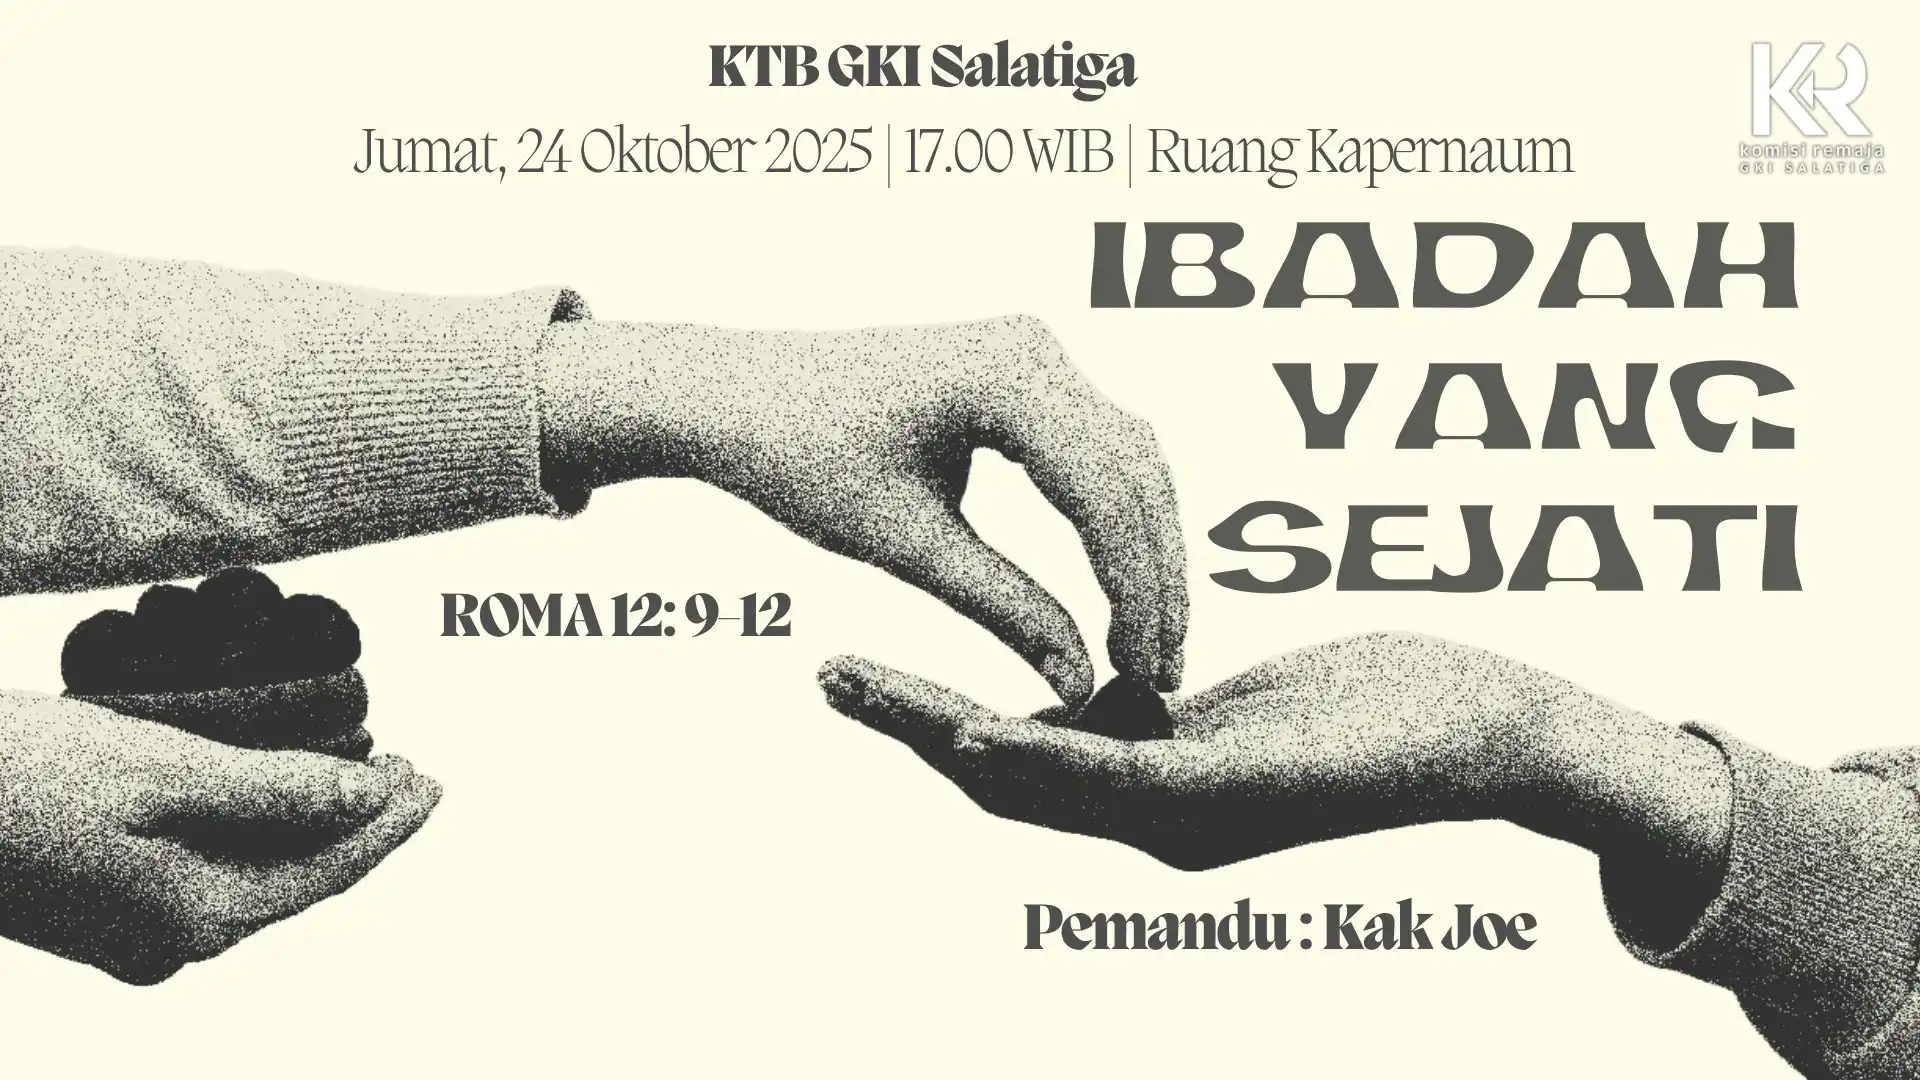 KTB GKI Salatiga
Jumat, 24 Oktober 2025 | 17.00 WIB | Ruang Kapernaum
KR
komisi remaja
GKI SALATIGA
IBADAH
YANG
SEJATI
ROMA 12: 9-12
Pemandu : Kak Joe